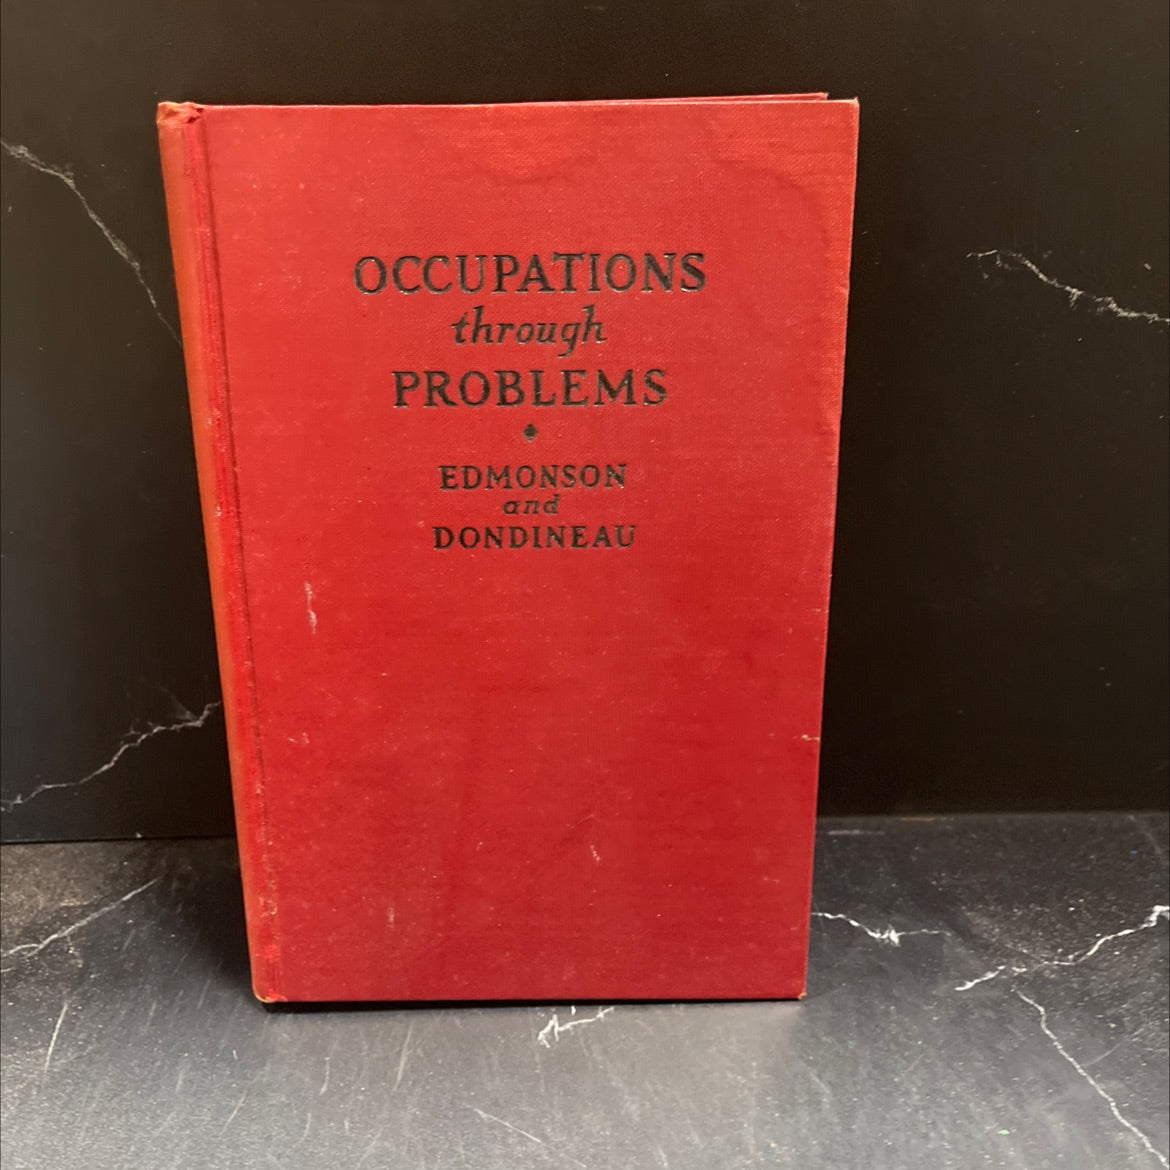 OCCUPATIONS
through
PROBLEMS
EDMONSON
and
DONDINEAU